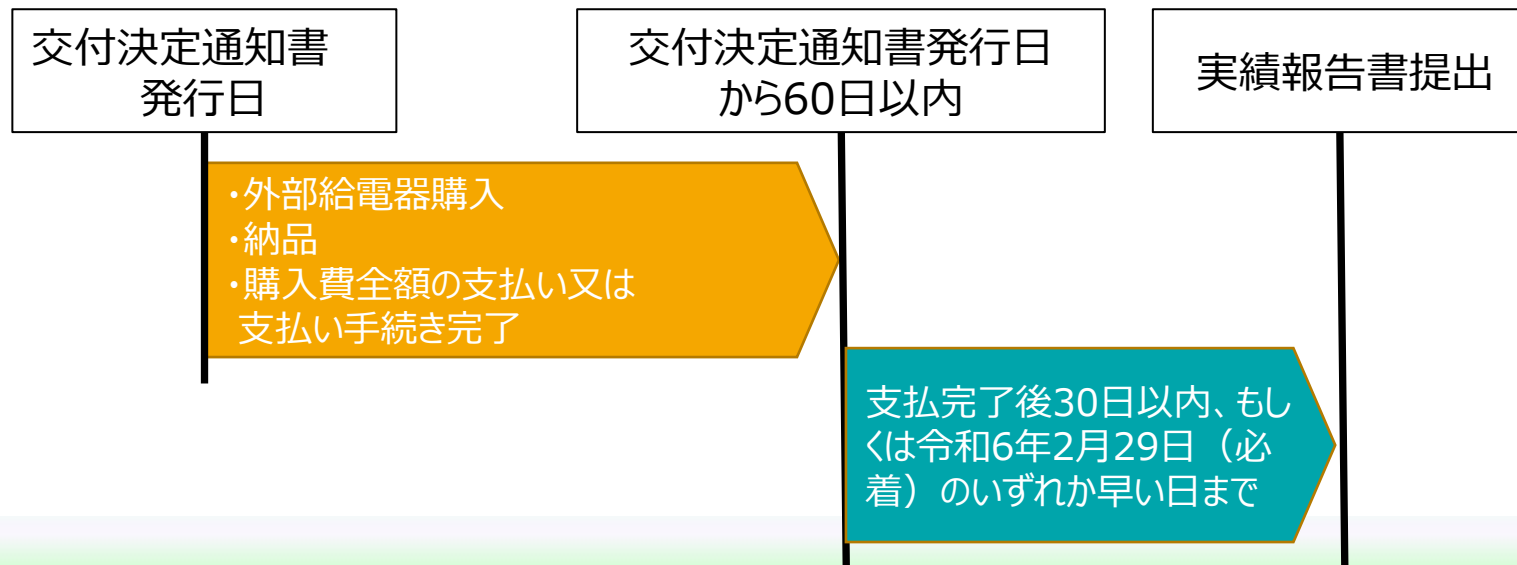 交付決定通知書
発行日
交付決定通知書発行日
から60日以内
実績報告書提出
・外部給電器購入
・納品
・購入費全額の支払い又は
支払い手続き完了
支払完了後30日以内、もし
くは令和6年2月29日（必
着）のいずれか早い日まで